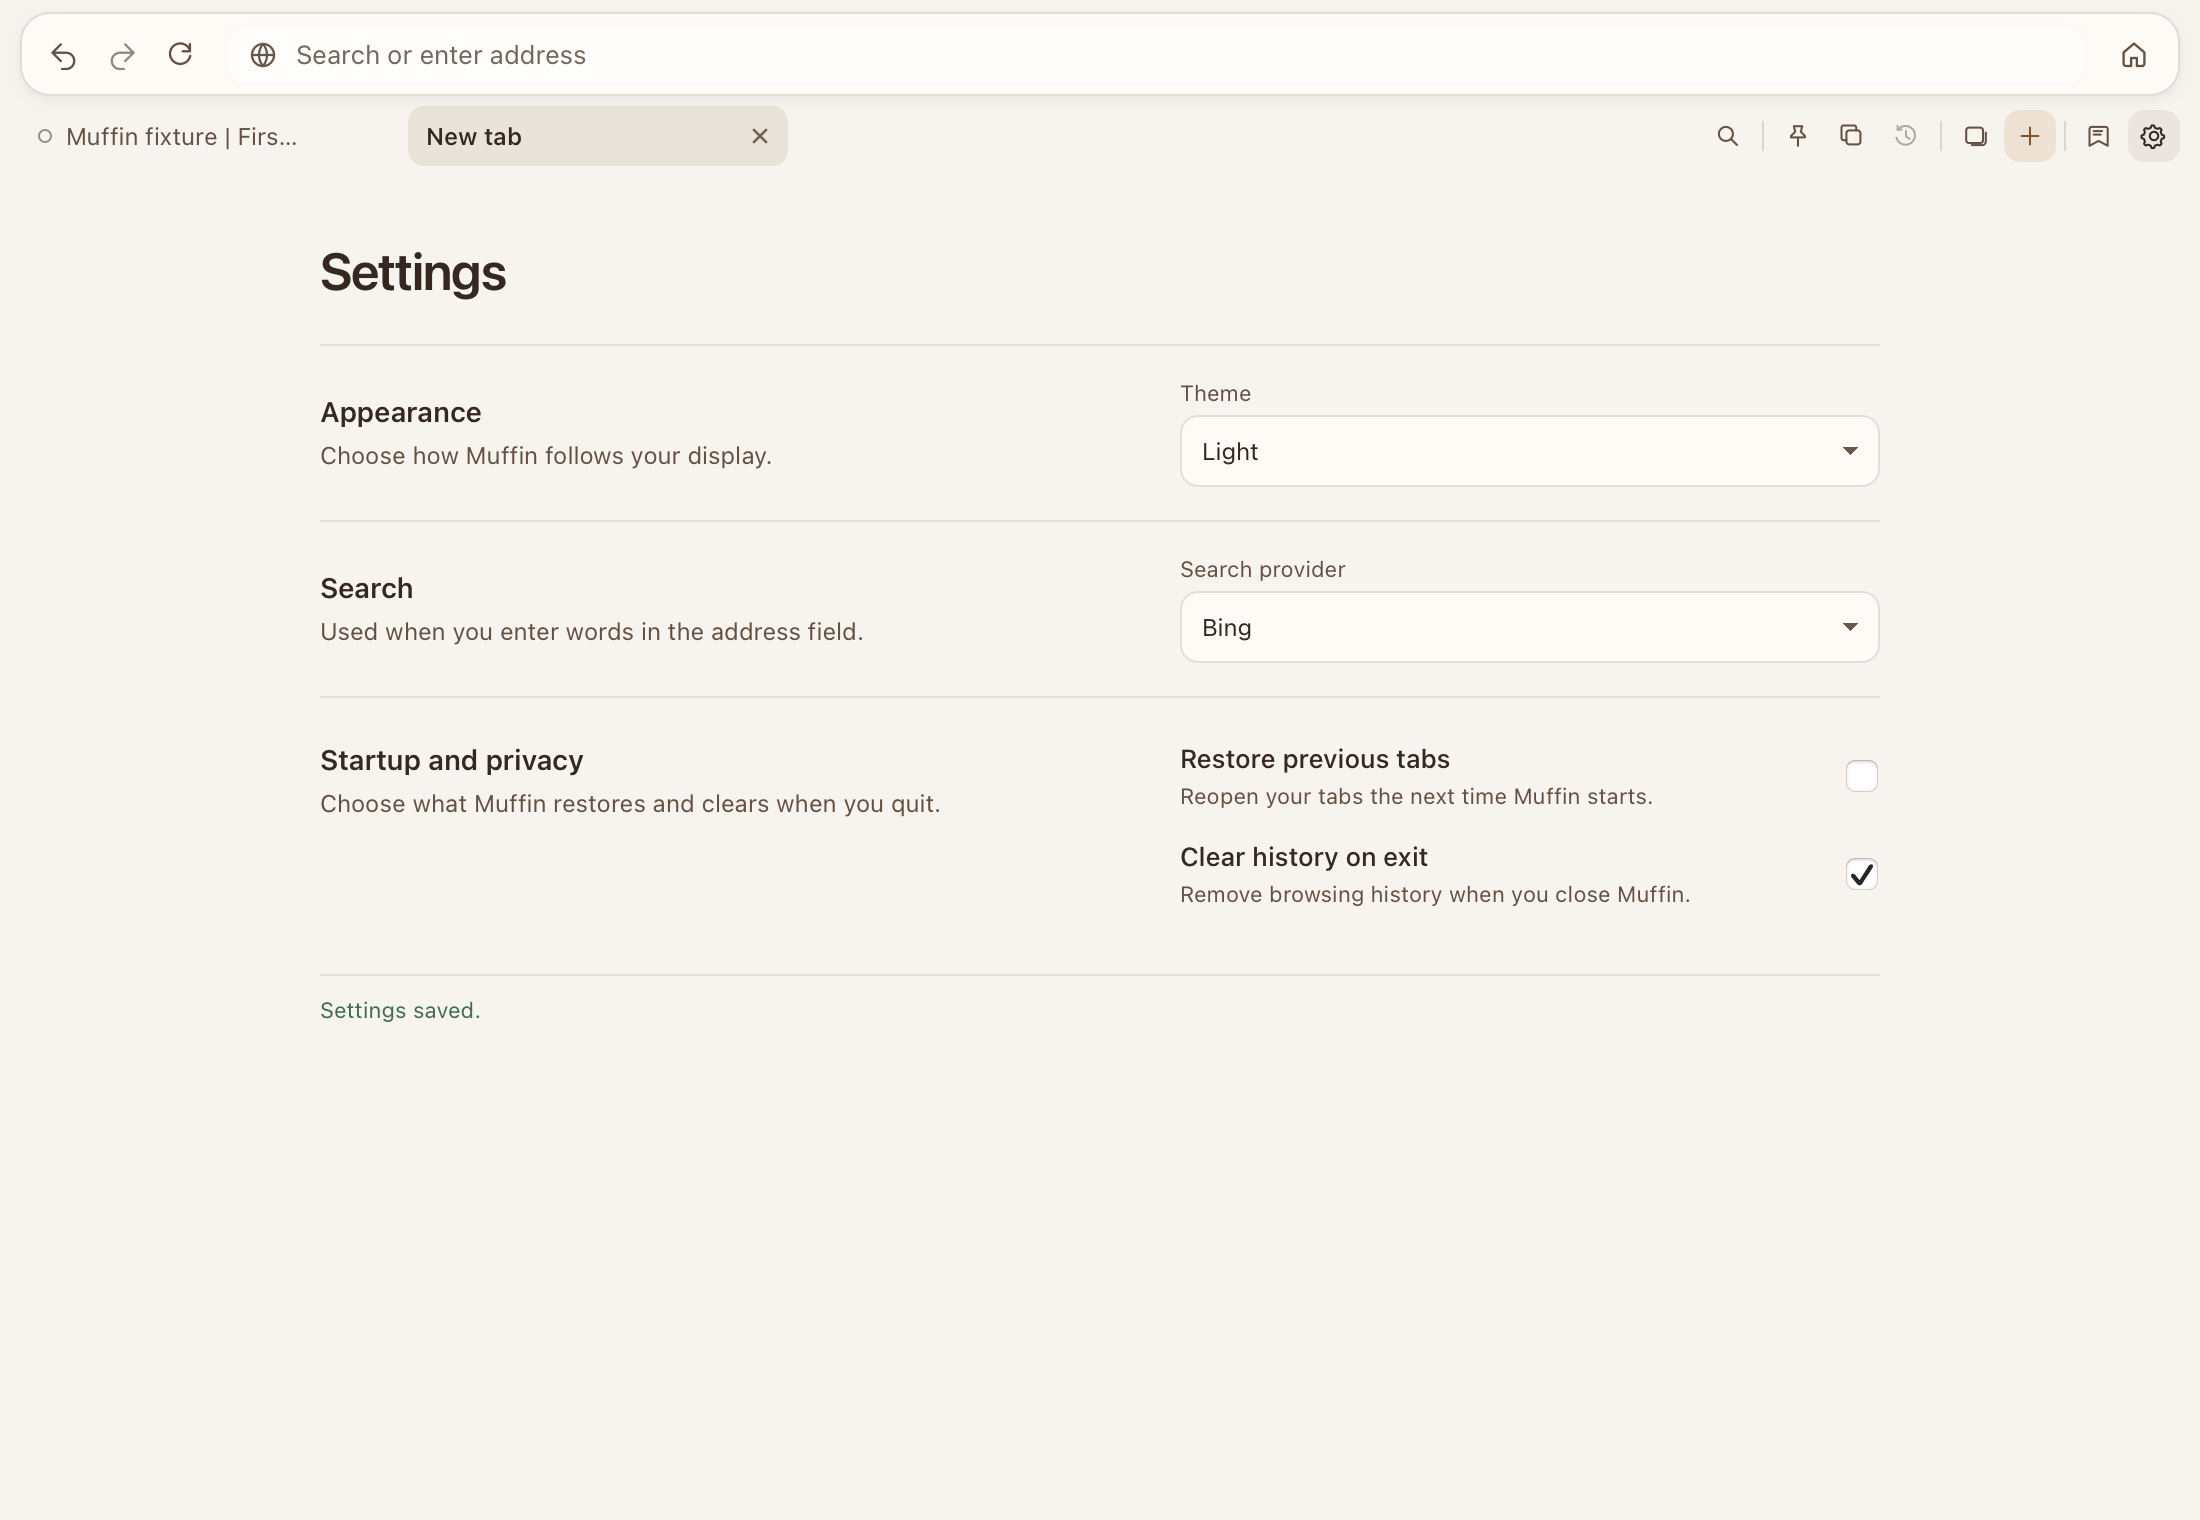 Search or enter address
Muffin fixture | Firs...
New tab
Settings
Appearance
Choose how Muffin follows your display.
Theme
Light
Search
Used when you enter words in the address field.
Search provider
Bing
Startup and privacy
Choose what Muffin restores and clears when you quit.
Restore previous tabs
Reopen your tabs the next time Muffin starts.
Clear history on exit
Remove browsing history when you close Muffin.
Settings saved.